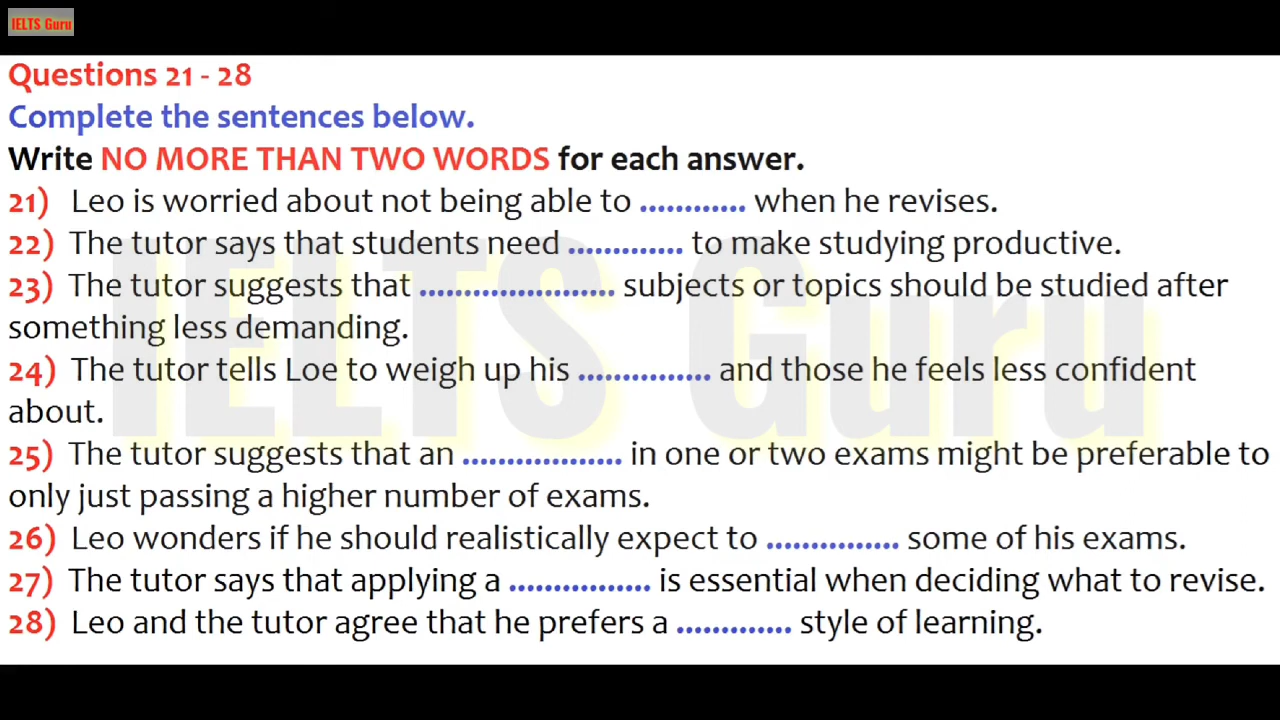 IELTS Guru
Questions 21 - 28
Complete the sentences below.
Write NO MORE THAN TWO WORDS for each answer.
21) Leo is worried about not being able to ............ when he revises.
22) The tutor says that students need ............. to make studying productive.
23) The tutor suggests that ...................... subjects or topics should be studied after
something less demanding.
24) The tutor tells Loe to weigh up his ............... and those he feels less confident
about.
25) The tutor suggests that an .................. in one or two exams might be preferable to
only just passing a higher number of exams.
26) Leo wonders if he should realistically expect to ............... some of his exams.
27) The tutor says that applying a ................ is essential when deciding what to revise.
28) Leo and the tutor agree that he prefers a ............. style of learning.
IELTS Guru